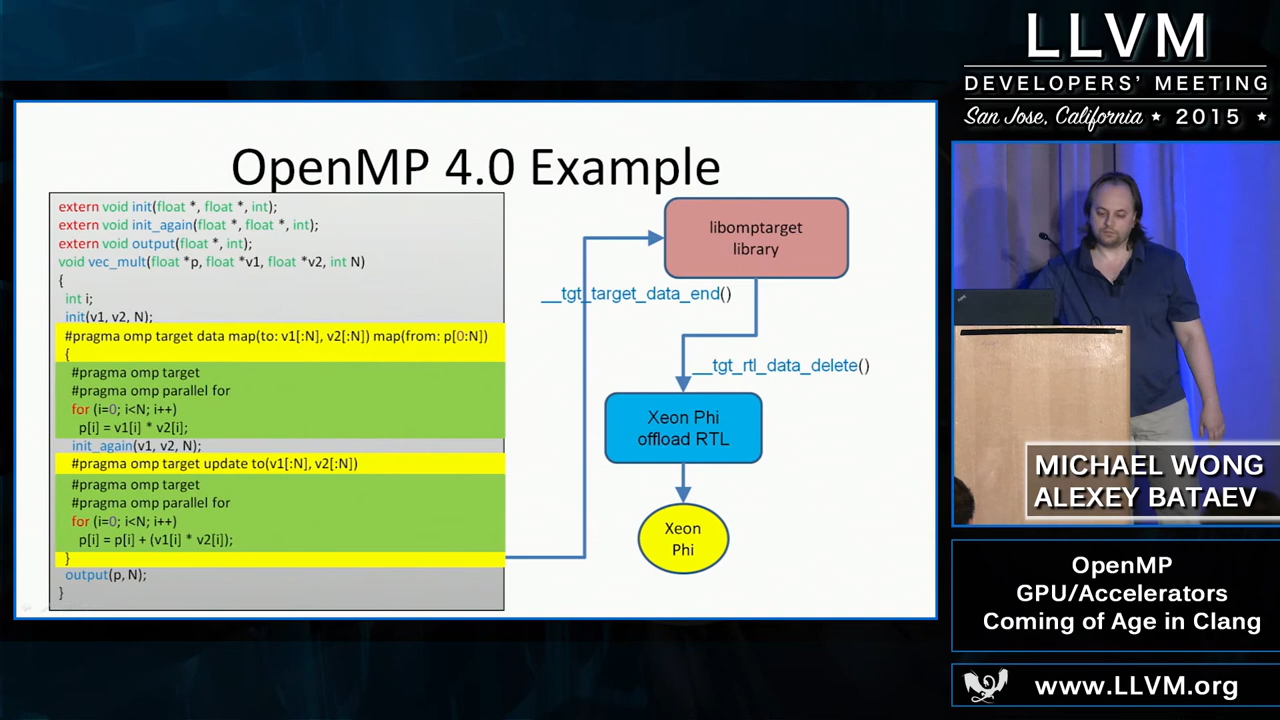 OpenMP 4.0 Example
extern void init(float *, float *, int);
extern void init_again(float *, float *, int);
extern void output(float *, int);
void vec_mult(float *p, float *v1, float *v2, int N)
{
int i;
init(v1, v2, N);
#pragma omp target data map(to: v1[:N], v2[:N]) map(from: p[0:N])
{
#pragma omp target
#pragma omp parallel for
for (i=0; i<N; i++)
p[i] = v1[i] * v2[i];
init_again(v1, v2, N);
#pragma omp target update to(v1[:N], v2[:N])
#pragma omp target
#pragma omp parallel for
for (i=0; i<N; i++)
p[i] = p[i] + (v1[i] * v2[i]);
}
output(p, N);
}
libomptarget
library
__tgt_target_data_end()
__tgt_rtl_data_delete()
Xeon Phi
offload RTL
Xeon
Phi
LLVM
DEVELOPERS' MEETING
San Jose, California ★ 2015 ★
MICHAEL WONG
ALEXEY BATAEV
OpenMP
GPU/Accelerators
Coming of Age in Clang
www.LLVM.org